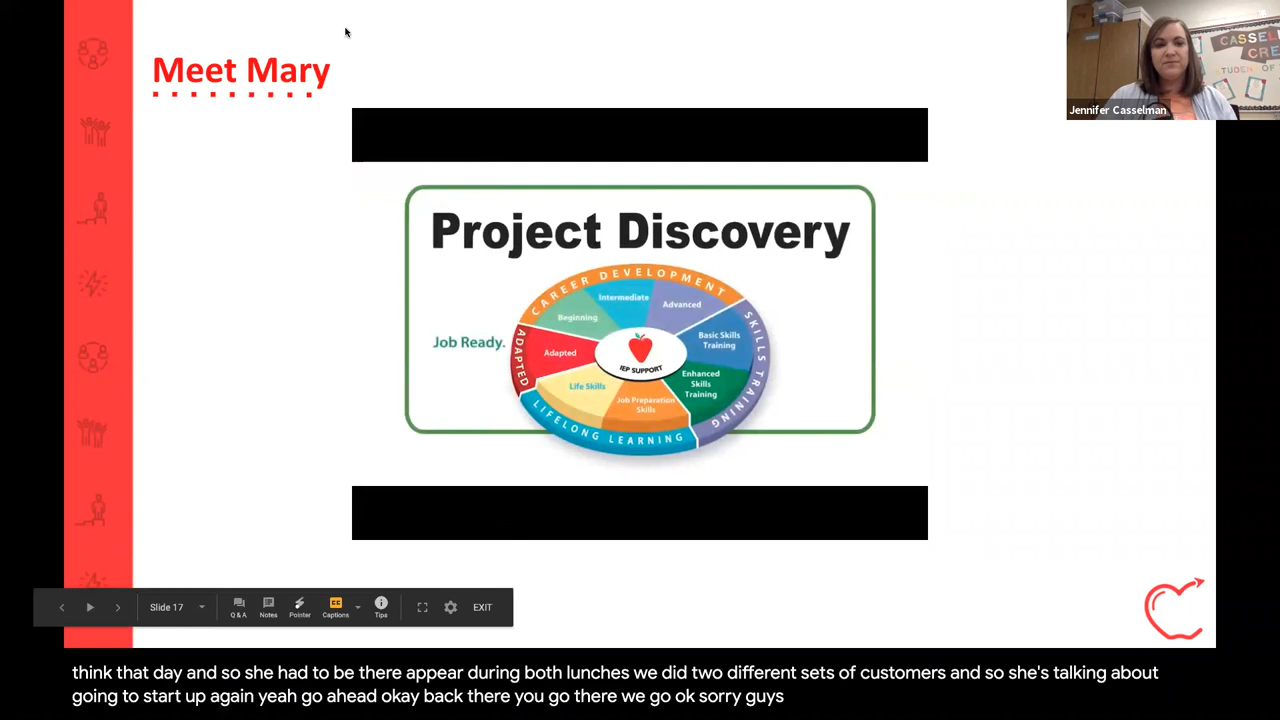 Meet Mary
CASSEL
CRE
STUDENT OF
Jennifer Casselman
Project Discovery
CAREER DEVELOPMENT
Intermediate
Advanced
Beginning
Basic Skills
Training
SKILLS TRAINING
Job Ready.
ADAPTED
Adapted
IEP SUPPORT
Enhanced
Skills
Training
Life Skills
Job Preparation
Skills
LIFELONG LEARNING
Slide 17
Q & A
Notes
Pointer
Captions
Tips
EXIT
think that day and so she had to be there appear during both lunches we did two different sets of customers and so she's talking about
going to start up again yeah go ahead okay back there you go there we go ok sorry guys